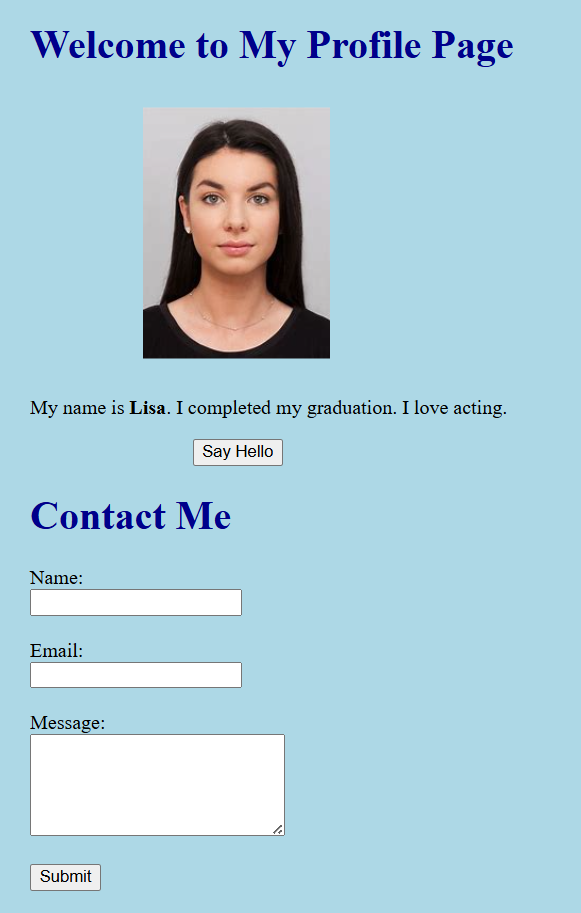 Welcome to My Profile Page
My name is Lisa. I completed my graduation. I love acting.
Say Hello
Contact Me
Name:
Email:
Message:
Submit